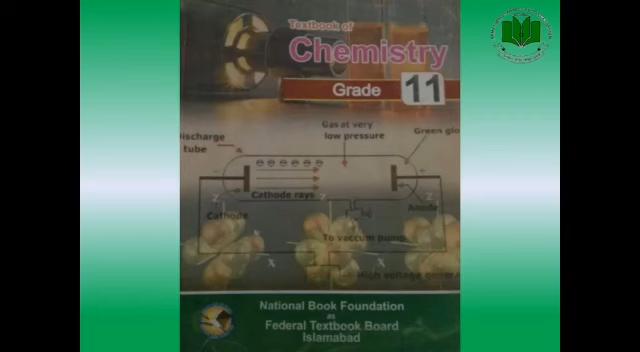 Textbook of
Chemistry
Grade 11
Discharge
tube
Gas at very
low pressure
Green glo
Cathode rays
Cathode
Anode
To vaccum pump
High voltage genera
National Book Foundation
as
Federal Textbook Board
Islamabad